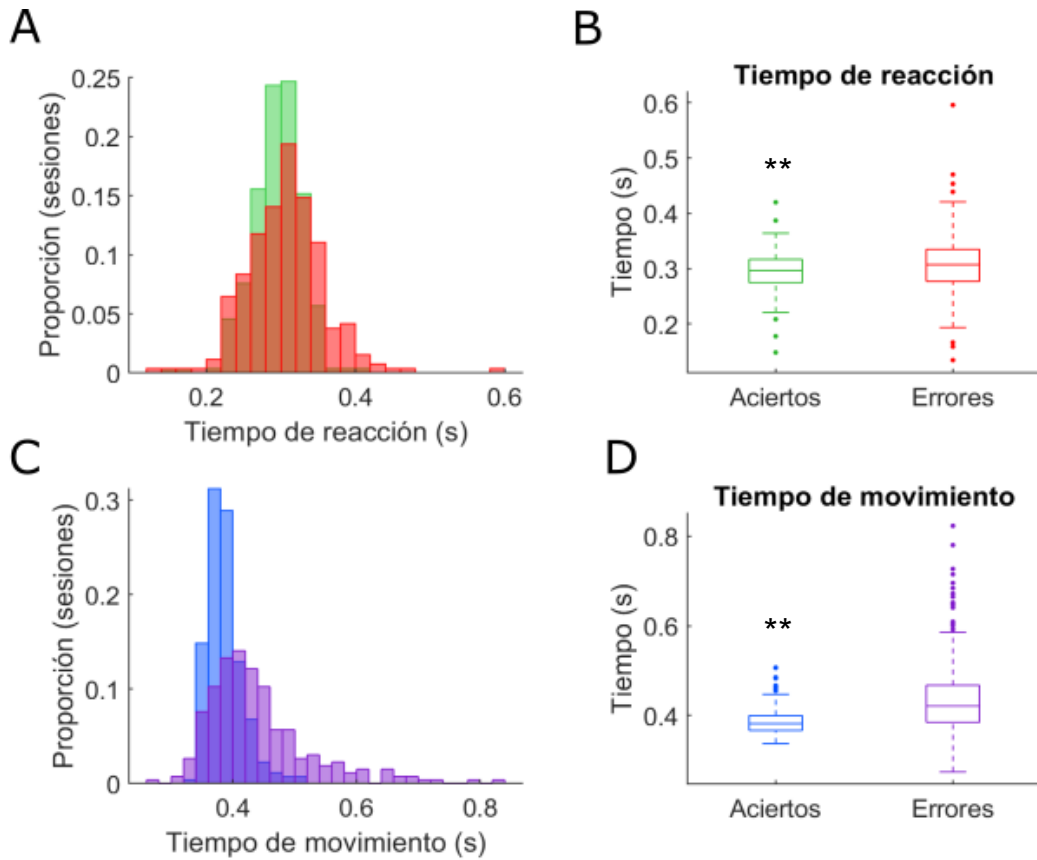 A
0.25
0.2
0.15
0.1
0.05
0
Proporción (sesiones)
0.2
0.4
0.6
Tiempo de reacción (s)
B
Tiempo de reacción
0.6
0.5
0.4
0.3
0.2
Tiempo (s)
**
Aciertos
Errores
C
0.3
0.2
0.1
0
Proporción (sesiones)
0.4
0.6
0.8
Tiempo de movimiento (s)
D
Tiempo de movimiento
0.8
0.6
0.4
Tiempo (s)
**
Aciertos
Errores